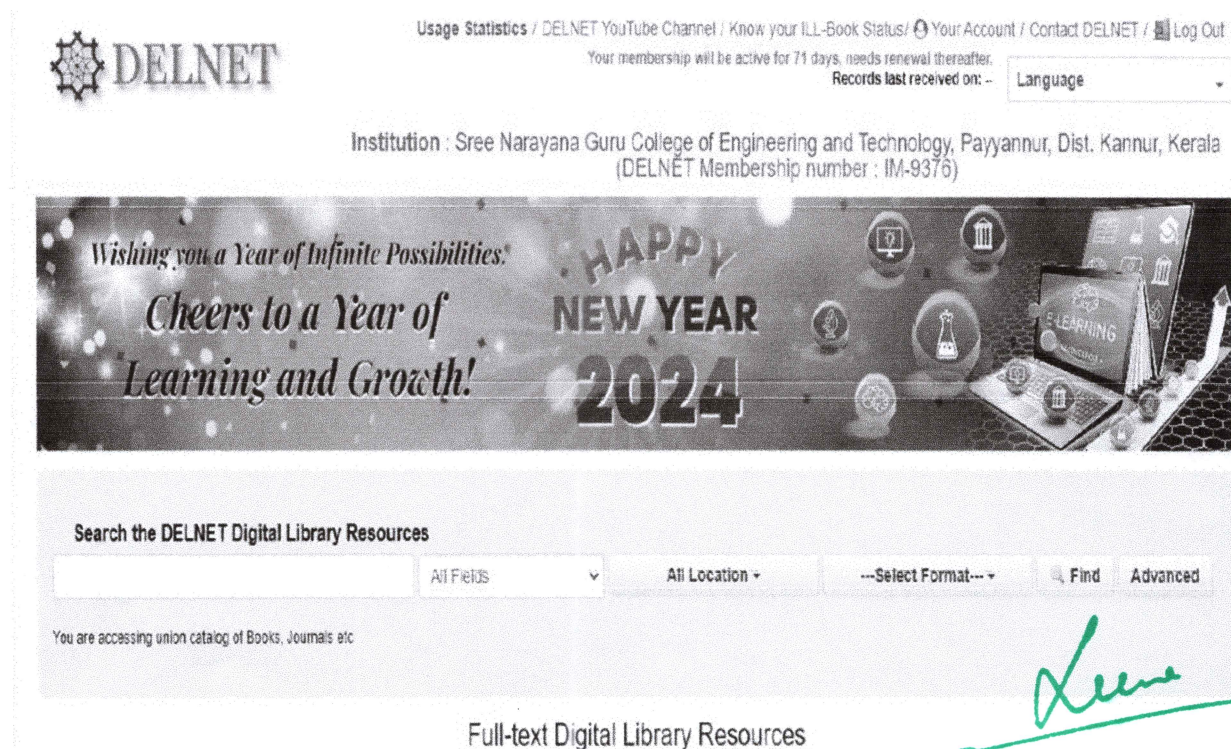 DELNET
Usage Statistics / DELNET YouTube Channel / Know your ILL-Book Status/ Your Account / Contact DELNET / Log Out
Your membership will be active for 71 days, needs renewal thereafter.
Records last received on: --
Language
Institution : Sree Narayana Guru College of Engineering and Technology, Payyannur, Dist. Kannur, Kerala
(DELNET Membership number : IM-9376)
Wishing you a Year of Infinite Possibilities!
Cheers to a Year of
Learning and Growth!
HAPPY
NEW YEAR
2024
E-LEARNING
Search the DELNET Digital Library Resources
All Fields
All Location
---Select Format---
Find
Advanced
You are accessing union catalog of Books, Journals etc
Leena
Full-text Digital Library Resources